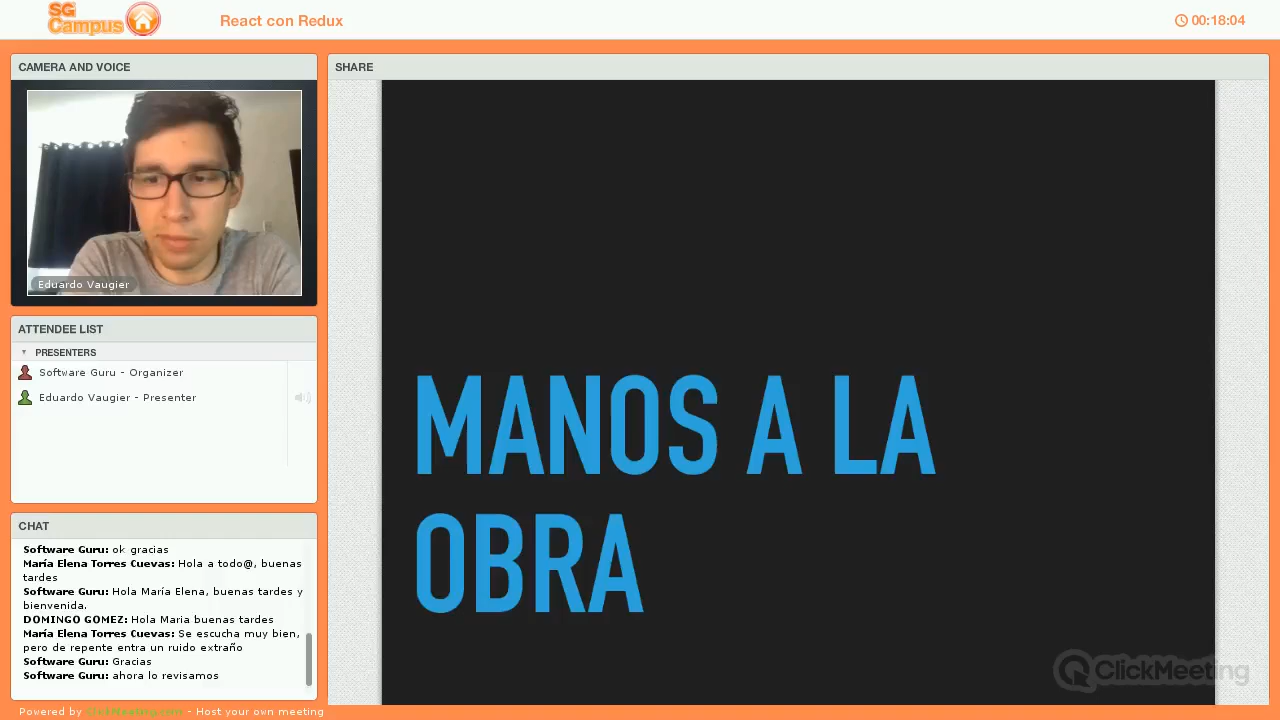 SG
Campus
React con Redux
00:18:04
CAMERA AND VOICE
Eduardo Vaugier
ATTENDEE LIST
PRESENTERS
Software Guru - Organizer
Eduardo Vaugier - Presenter
CHAT
Software Guru: ok gracias
María Elena Torres Cuevas: Hola a todo@, buenas
tardes
Software Guru: Hola María Elena, buenas tardes y
bienvenida.
DOMINGO GOMEZ: Hola Maria buenas tardes
María Elena Torres Cuevas: Se escucha muy bien,
pero de repente entra un ruido extraño
Software Guru: Gracias
Software Guru: ahora lo revisamos
Powered by ClickMeeting.com - Host your own meeting
SHARE
MANOS A LA
OBRA
ClickMeeting